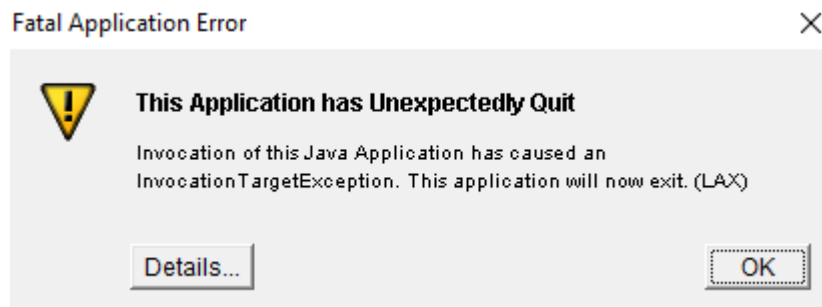 Fatal Application Error
This Application has Unexpectedly Quit
Invocation of this Java Application has caused an
InvocationTargetException. This application will now exit. (LAX)
Details...
OK